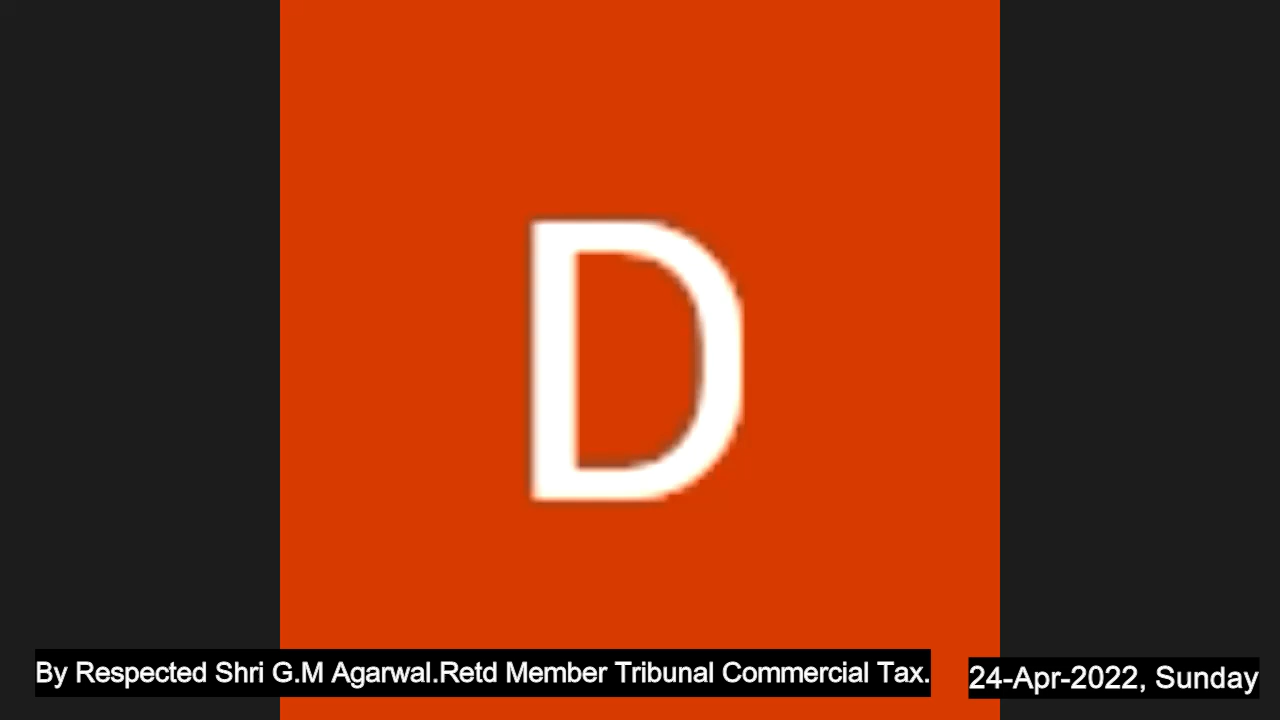 D
By Respected Shri G.M Agarwal.Retd Member Tribunal Commercial Tax.
24-Apr-2022, Sunday